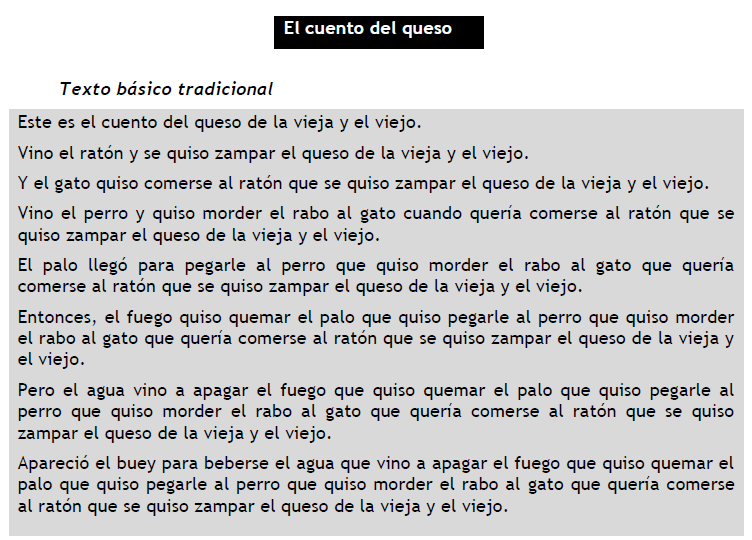 El cuento del queso
Texto básico tradicional
Este es el cuento del queso de la vieja y el viejo.
Vino el ratón y se quiso zampar el queso de la vieja y el viejo.
Y el gato quiso comerse al ratón que se quiso zampar el queso de la vieja y el viejo.
Vino el perro y quiso morder el rabo al gato cuando quería comerse al ratón que se
quiso zampar el queso de la vieja y el viejo.
El palo llegó para pegarle al perro que quiso morder el rabo al gato que quería
comerse al ratón que se quiso zampar el queso de la vieja y el viejo.
Entonces, el fuego quiso quemar el palo que quiso pegarle al perro que quiso morder
el rabo al gato que quería comerse al ratón que se quiso zampar el queso de la vieja y
el viejo.
Pero el agua vino a apagar el fuego que quiso quemar el palo que quiso pegarle al
perro que quiso morder el rabo al gato que quería comerse al ratón que se quiso
zampar el queso de la vieja y el viejo.
Apareció el buey para beberse el agua que vino a apagar el fuego que quiso quemar el
palo que quiso pegarle al perro que quiso morder el rabo al gato que quería comerse
al ratón que se quiso zampar el queso de la vieja y el viejo.